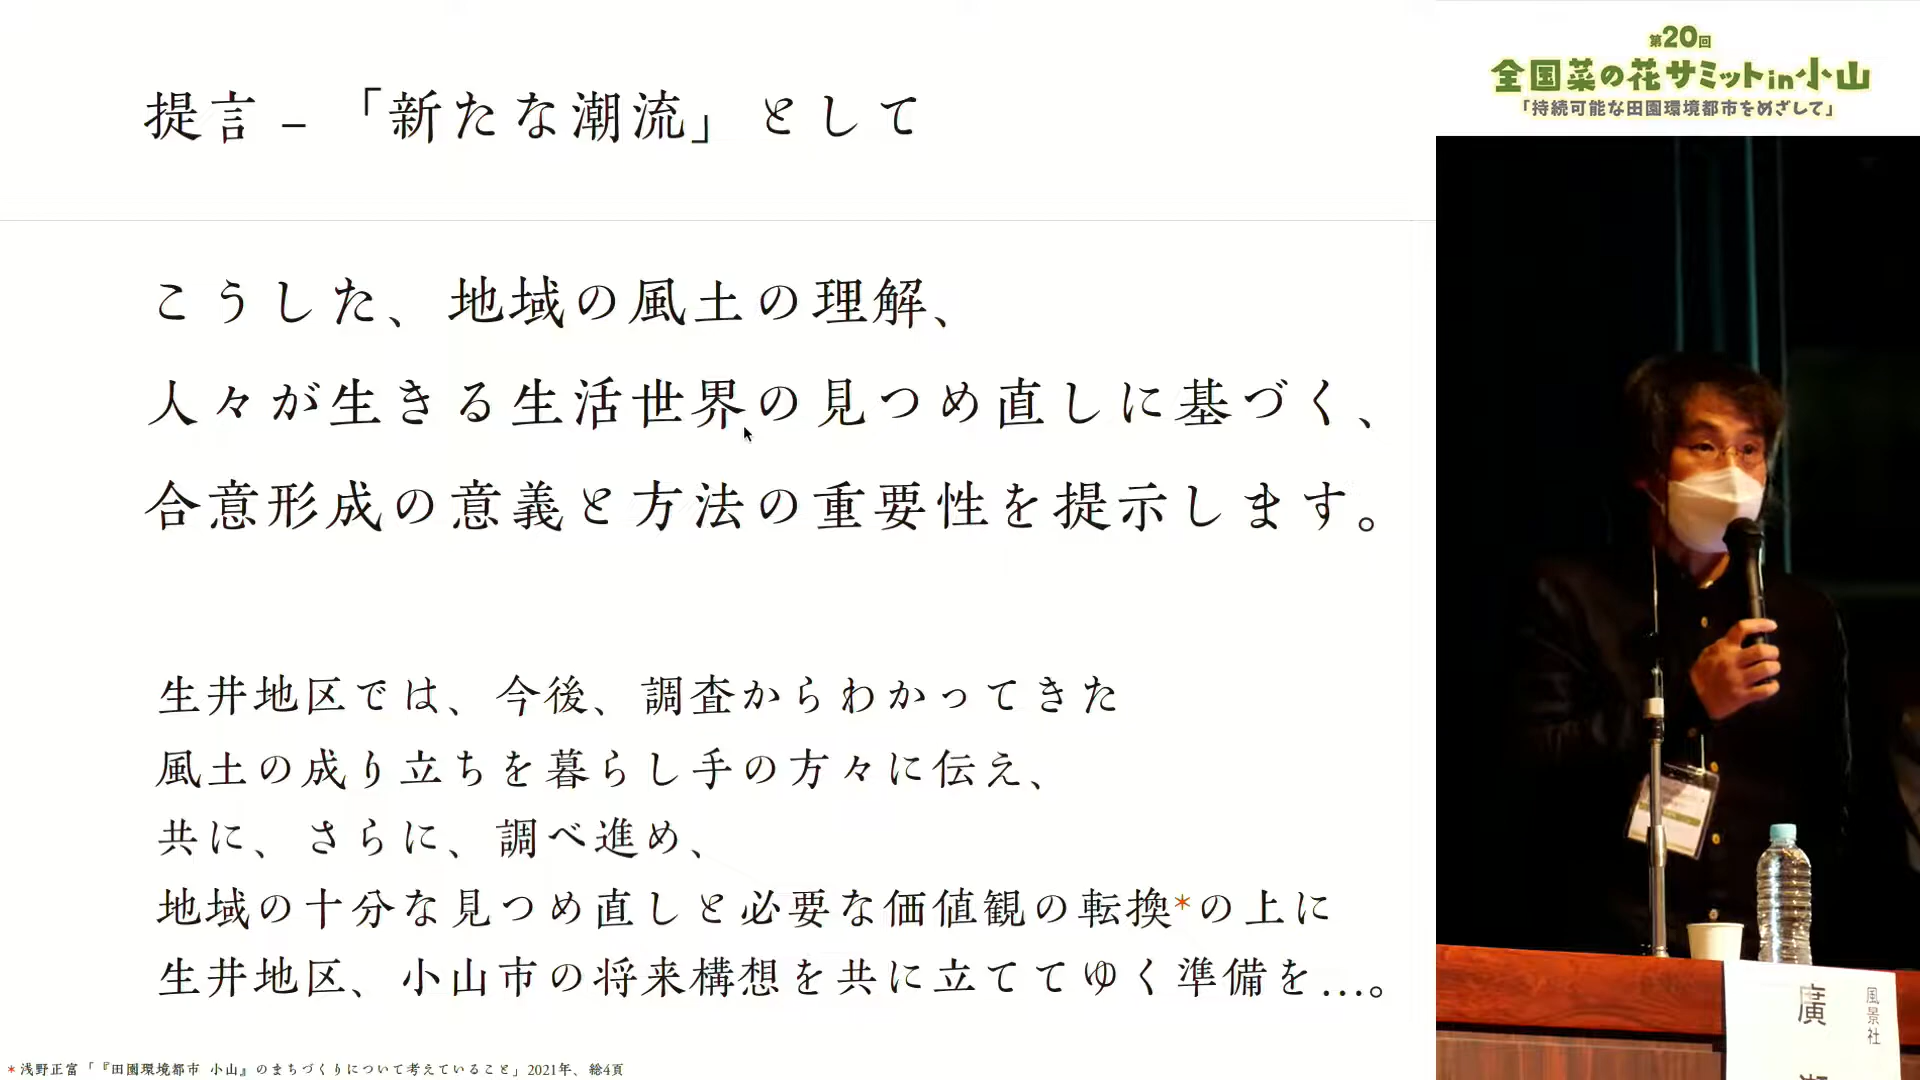 提言 – 「新たな潮流」として
こうした、地域の風土の理解、
人々が生きる生活世界の見つめ直しに基づく、
合意形成の意義と方法の重要性を提示します。
生井地区では、今後、調査からわかってきた
風土の成り立ちを暮らし手の方々に伝え、
共に、さらに、調べ進め、
地域の十分な見つめ直しと必要な価値観の転換*の上に
生井地区、小山市の将来構想を共に立ててゆく準備を…。
* 浅野正富「『田園環境都市 小山』のまちづくりについて考えていること」2021年、総4頁
第20回
全国菜の花サミットin小山
「持続可能な田園環境都市をめざして」
風景社
廣